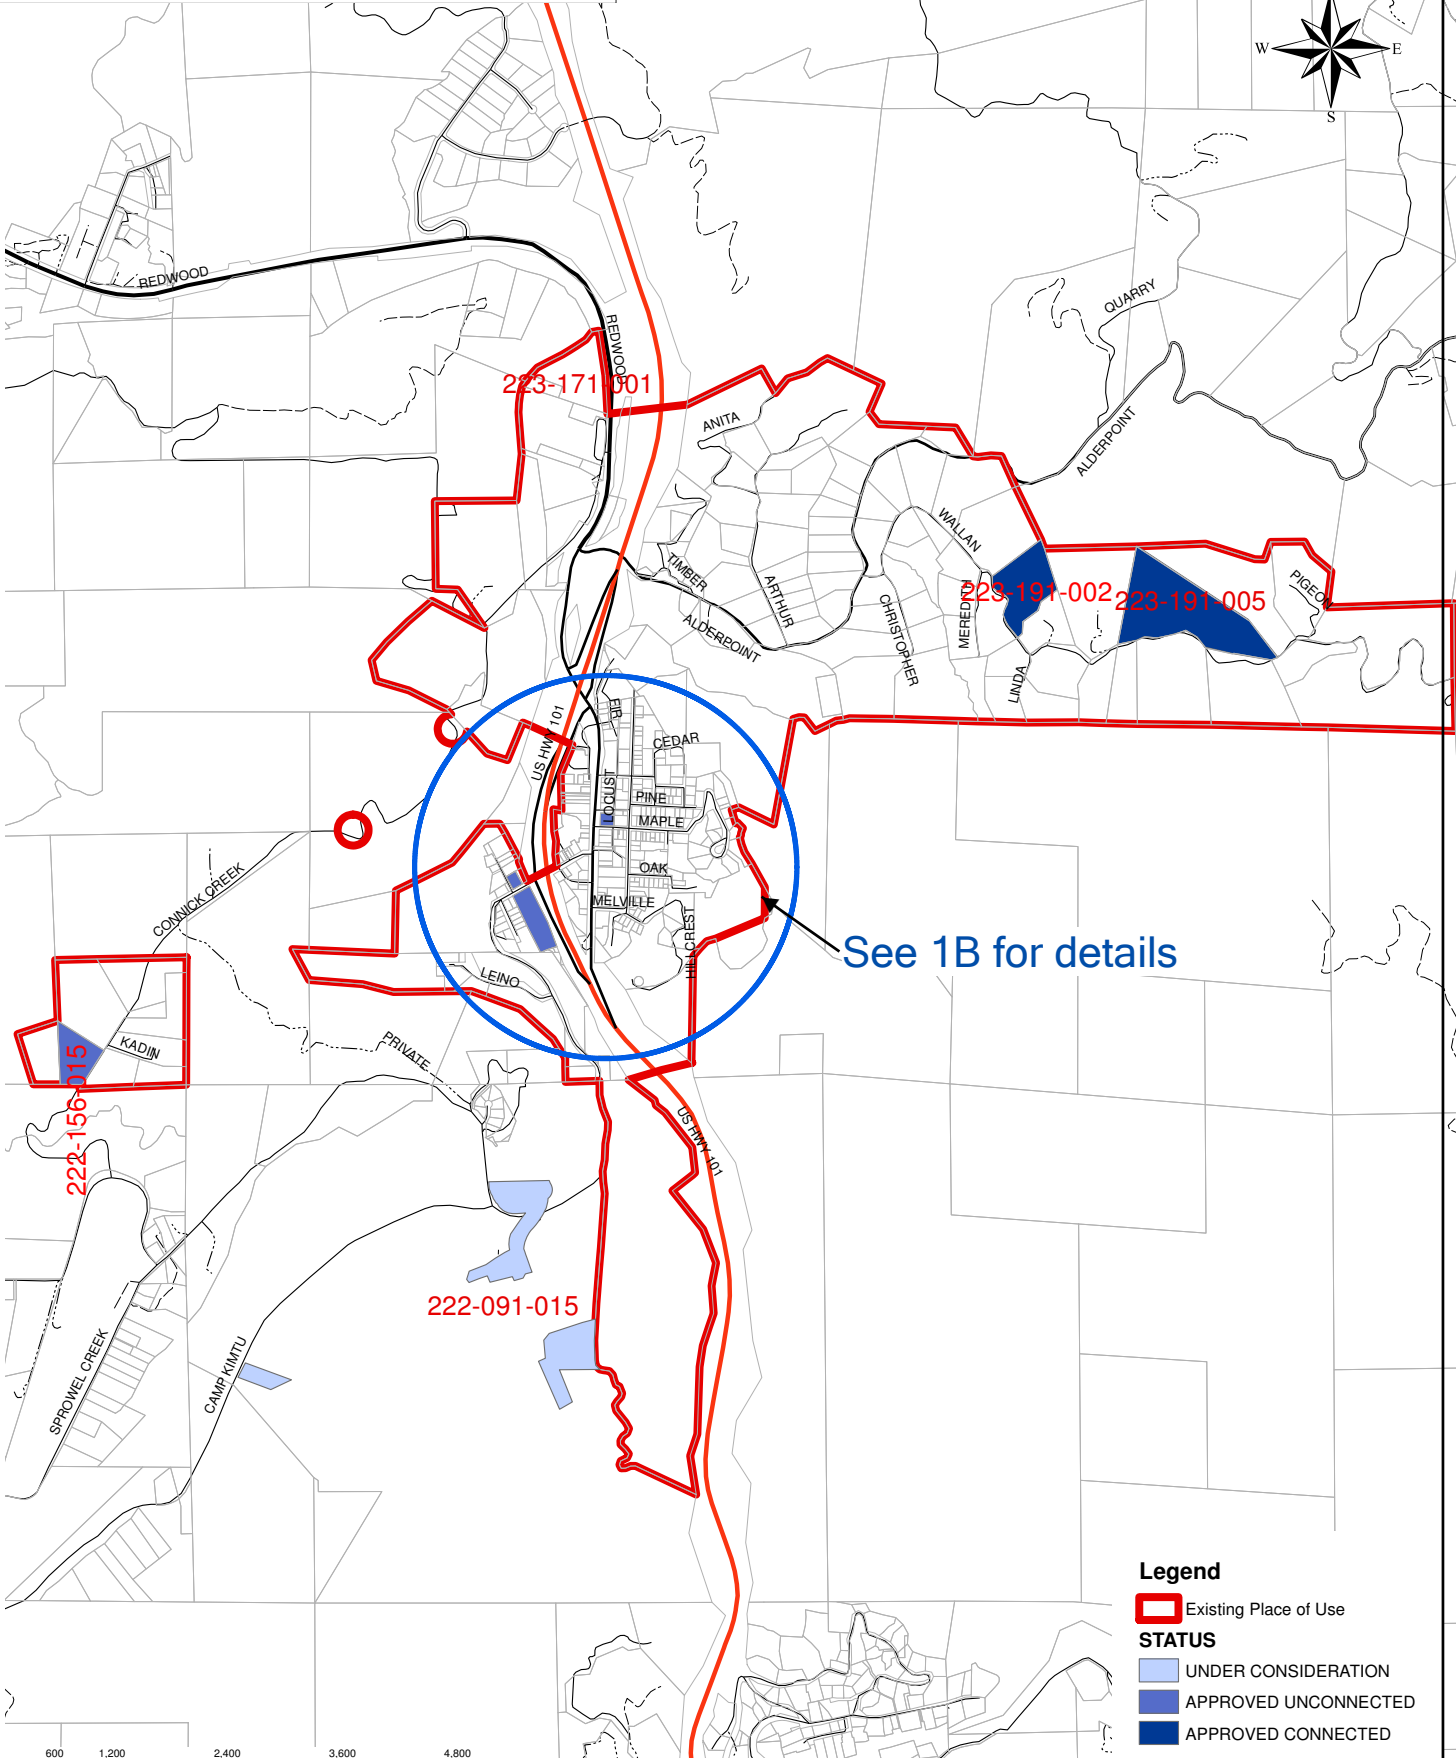 W
E
S
REDWOOD
QUARRY
REDWOOD
223-171-001
ANITA
ALDERPOINT
WALLAN
TIMBER
ARTHUR
223-191-002
223-191-005
PIGEON
CHRISTOPHER
MEREDITH
ALDERPOINT
LINDA
FIR
US HWY 101
CEDAR
LOCUST
PINE
MAPLE
OAK
CONNICK CREEK
MELVILLE
HILLCREST
See 1B for details
LEINO
KADIN
PRIVATE
222-156-015
US HWY 101
222-091-015
SPROWEL CREEK
CAMP KIMTU
Legend
Existing Place of Use
STATUS
UNDER CONSIDERATION
APPROVED UNCONNECTED
APPROVED CONNECTED
600 1,200 2,400 3,600 4,800